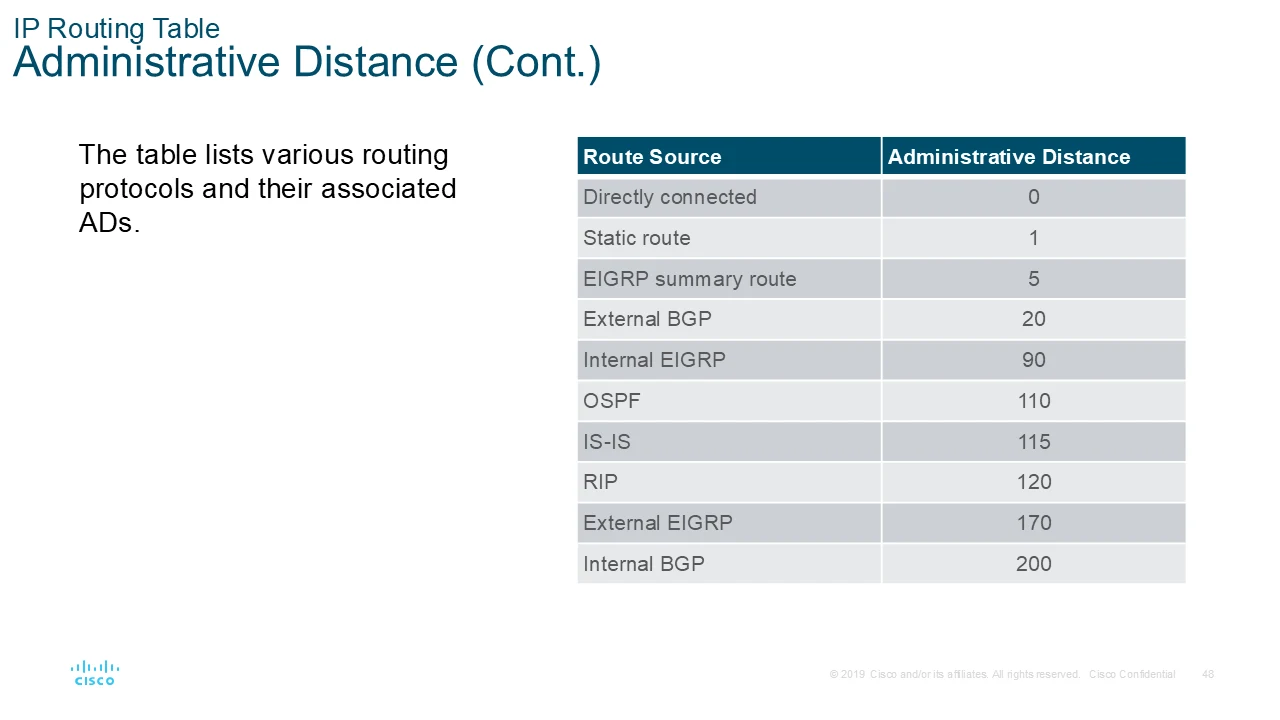 IP Routing Table
Administrative Distance (Cont.)
The table lists various routing
protocols and their associated
ADs.
Route Source Administrative Distance
Directly connected 0
Static route 1
EIGRP summary route 5
External BGP 20
Internal EIGRP 90
OSPF 110
IS-IS 115
RIP 120
External EIGRP 170
Internal BGP 200
CISCO
© 2019 Cisco and/or its affiliates. All rights reserved. Cisco Confidential 48